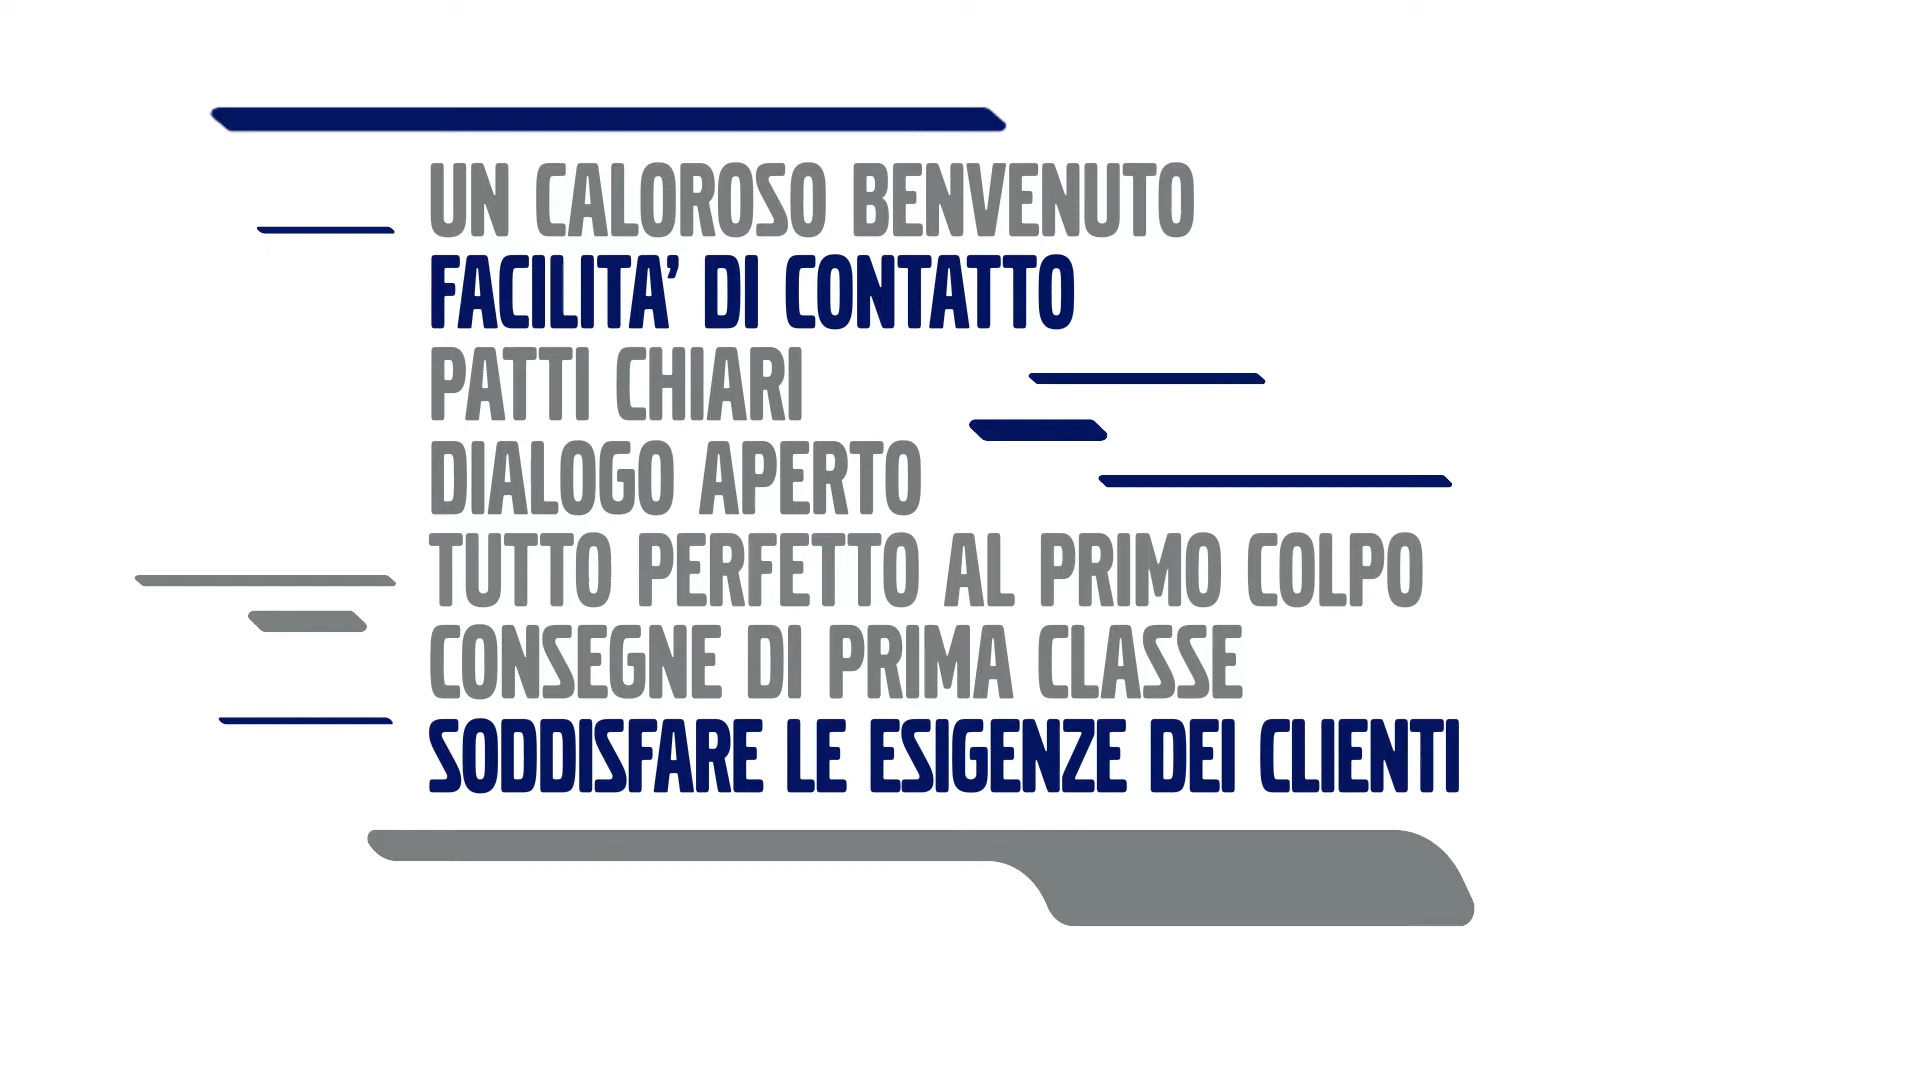 UN CALOROSO BENVENUTO
FACILITA’ DI CONTATTO
PATTI CHIARI
DIALOGO APERTO
TUTTO PERFETTO AL PRIMO COLPO
CONSEGNE DI PRIMA CLASSE
SODDISFARE LE ESIGENZE DEI CLIENTI